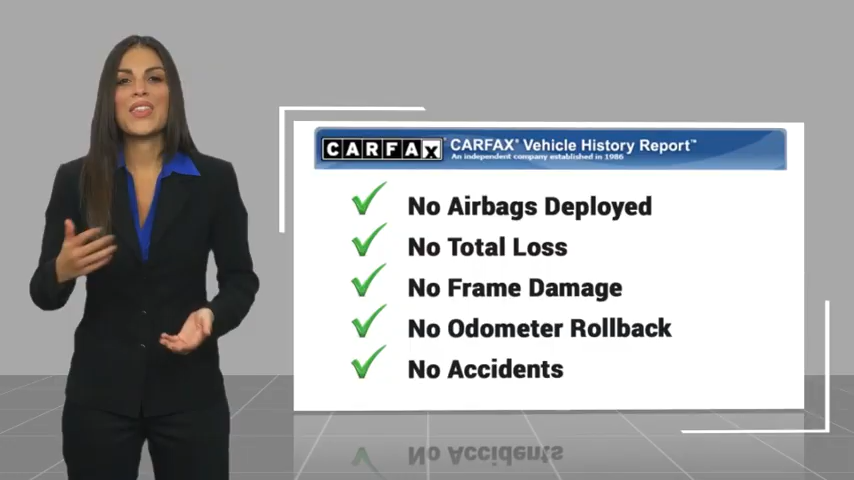 CARFAX
CARFAX® Vehicle History Report™
An independent company established in 1986
No Airbags Deployed
No Total Loss
No Frame Damage
No Odometer Rollback
No Accidents
No Accidents